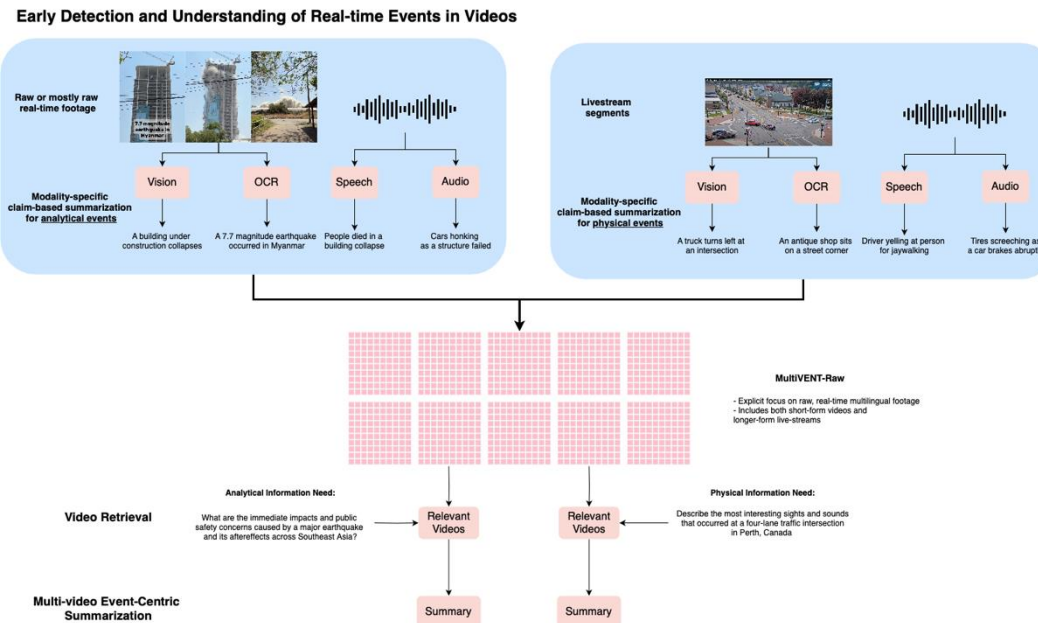 Early Detection and Understanding of Real-time Events in Videos
Raw or mostly raw
real-time footage
7.7 magnitude
earthquake in
Myanmar
Vision
OCR
Speech
Audio
Modality-specific
claim-based summarization
for analytical events
A building under
construction collapses
A 7.7 magnitude earthquake
occurred in Myanmar
People died in a
building collapse
Cars honking
as a structure failed
Livestream
segments
Vision
OCR
Speech
Audio
Modality-specific
claim-based summarization
for physical events
A truck turns left at
an intersection
An antique shop sits
on a street corner
Driver yelling at person
for jaywalking
Tires screeching as
a car brakes abrupt
MultiVENT-Raw
- Explicit focus on raw, real-time multilingual footage
- Includes both short-form videos and
longer-form live-streams
Video Retrieval
Analytical Information Need:
What are the immediate impacts and public
safety concerns caused by a major earthquake
and its aftereffects across Southeast Asia?
Relevant
Videos
Relevant
Videos
Physical Information Need:
Describe the most interesting sights and sounds
that occurred at a four-lane traffic intersection
in Perth, Canada
Multi-video Event-Centric
Summarization
Summary
Summary